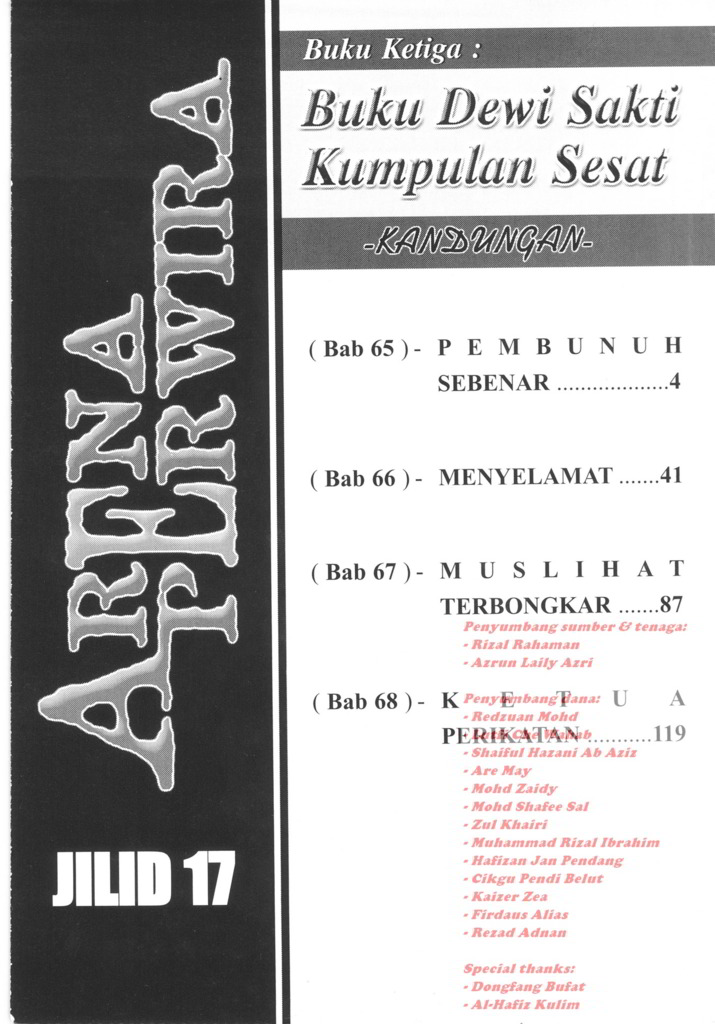 ARENA
PERWIRA
JILID 17
Buku Ketiga :
Buku Dewi Sakti
Kumpulan Sesat
-KANDUNGAN-
( Bab 65 ) - P E M B U N U H
SEBENAR ...................4
( Bab 66 ) - MENYELAMAT .......41
( Bab 67 ) - M U S L I H A T
TERBONGKAR .......87
Penyumbang sumber & tenaga:
- Rizal Rahaman
- Azrun Laily Azri
( Bab 68 ) - K E T U A
PERIKATAN ...........119
Penyumbang dana:
- Redzuan Mohd
- Shaiful Hazani Ab Aziz
- Are May
- Mohd Zaidy
- Mohd Shafee Sal
- Zul Khairi
- Muhammad Rizal Ibrahim
- Hafizan Jan Pendang
- Cikgu Pendi Belut
- Kaizer Zea
- Firdaus Alias
- Rezad Adnan
Special thanks:
- Dongfang Bufat
- Al-Hafiz Kulim